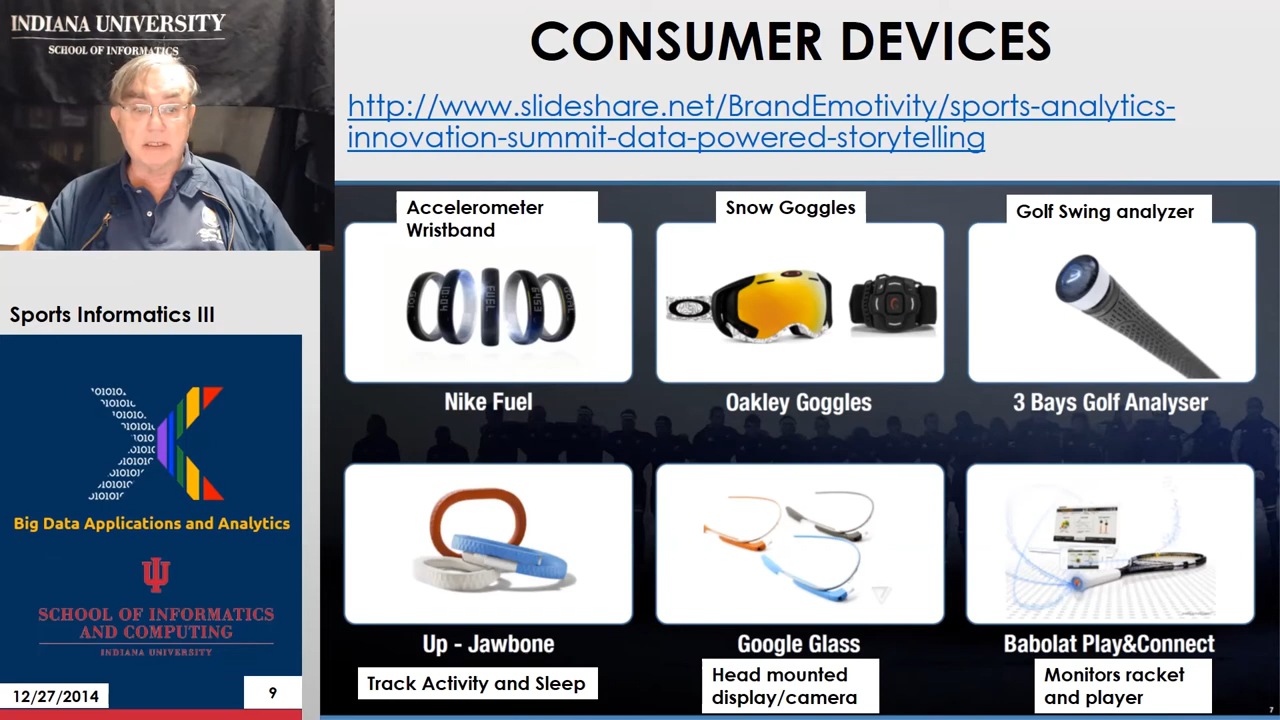 INDIANA UNIVERSITY
SCHOOL OF INFORMATICS
CONSUMER DEVICES
http://www.slideshare.net/BrandEmotivity/sports-analytics-
innovation-summit-data-powered-storytelling
Accelerometer
Wristband
Snow Goggles
Golf Swing analyzer
FUEL
Nike Fuel
Oakley Goggles
3 Bays Golf Analyser
Sports Informatics III
Big Data Applications and Analytics
SCHOOL OF INFORMATICS
AND COMPUTING
INDIANA UNIVERSITY
Up - Jawbone
Google Glass
Babolat Play&Connect
Track Activity and Sleep
Head mounted
display/camera
Monitors racket
and player
12/27/2014
9
7